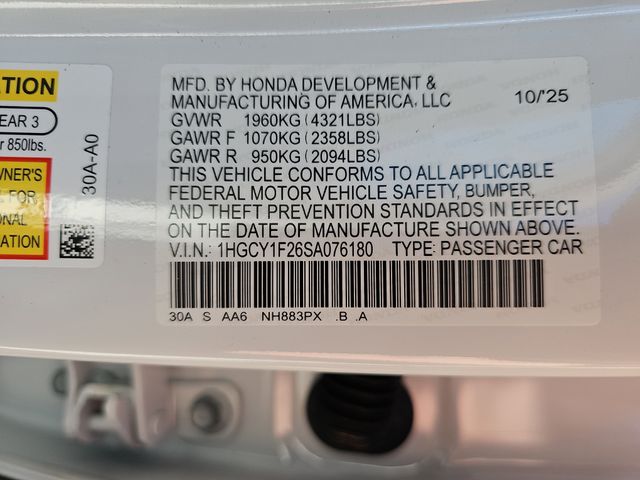 TION
EAR 3
r 850lbs.
WNER'S
L FOR
ONAL
ATION
30A-A0
MFD. BY HONDA DEVELOPMENT &
MANUFACTURING OF AMERICA, LLC 10/'25
GVWR 1960KG (4321LBS)
GAWR F 1070KG (2358LBS)
GAWR R 950KG (2094LBS)
THIS VEHICLE CONFORMS TO ALL APPLICABLE
FEDERAL MOTOR VEHICLE SAFETY, BUMPER,
AND THEFT PREVENTION STANDARDS IN EFFECT
ON THE DATE OF MANUFACTURE SHOWN ABOVE.
V.I.N.: 1HGCY1F26SA076180 TYPE: PASSENGER CAR
30A S AA6 NH883PX .B .A